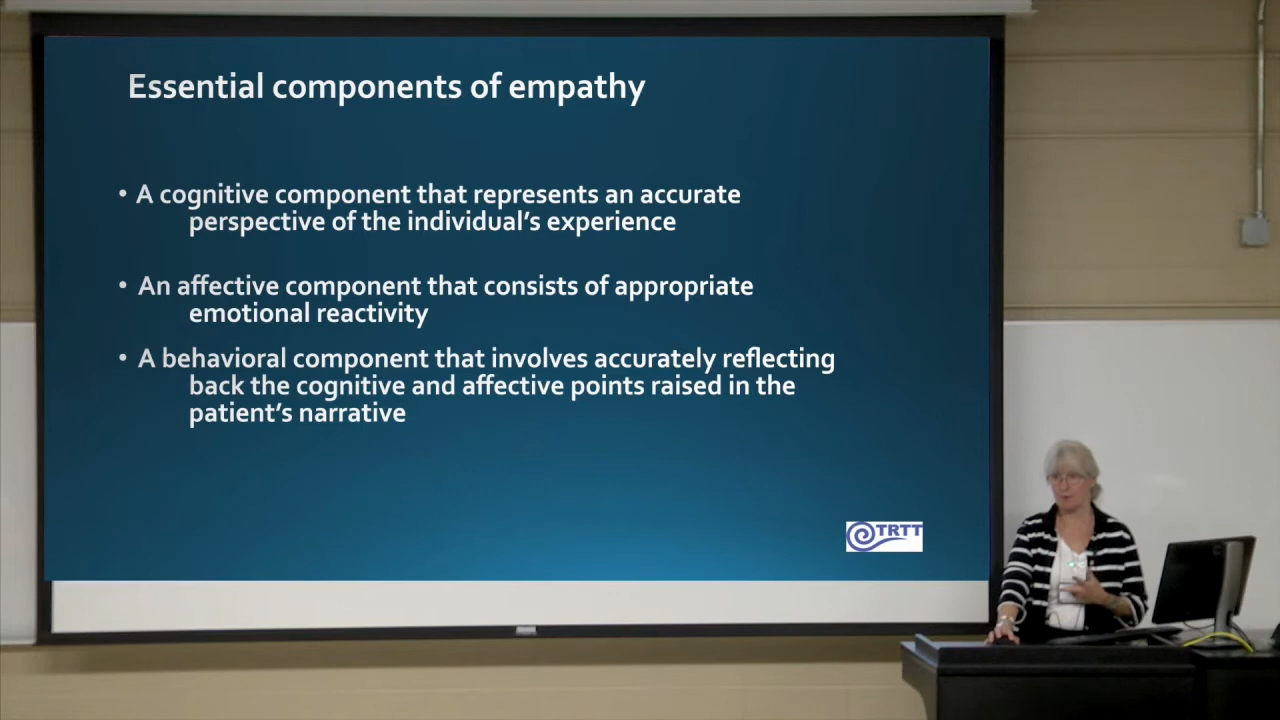 Essential components of empathy
• A cognitive component that represents an accurate
perspective of the individual's experience
• An affective component that consists of appropriate
emotional reactivity
• A behavioral component that involves accurately reflecting
back the cognitive and affective points raised in the
patient's narrative
TRTT